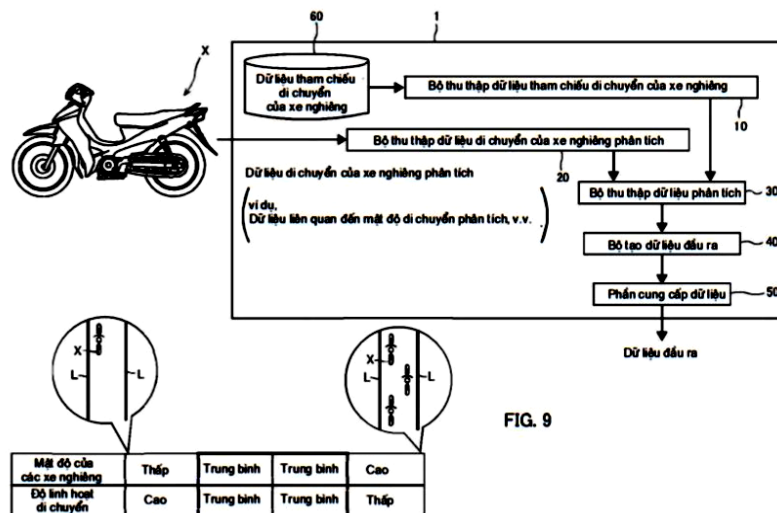 60
1
X
Dữ liệu tham chiếu
di chuyển
của xe nghiêng
Bộ thu thập dữ liệu tham chiếu di chuyển của xe nghiêng
10
Bộ thu thập dữ liệu di chuyển của xe nghiêng phân tích
20
Dữ liệu di chuyển của xe nghiêng phân tích
ví dụ,
Dữ liệu liên quan đến mật độ di chuyển phân tích, v.v.
Bộ thu thập dữ liệu phân tích
30
Bộ tạo dữ liệu đầu ra
40
Phần cung cấp dữ liệu
50
Dữ liệu đầu ra
X
L
L
X
L
L
FIG. 9
Mật độ của
các xe nghiêng
Thấp
Trung bình
Trung bình
Cao
Độ linh hoạt
di chuyển
Cao
Trung bình
Trung bình
Thấp